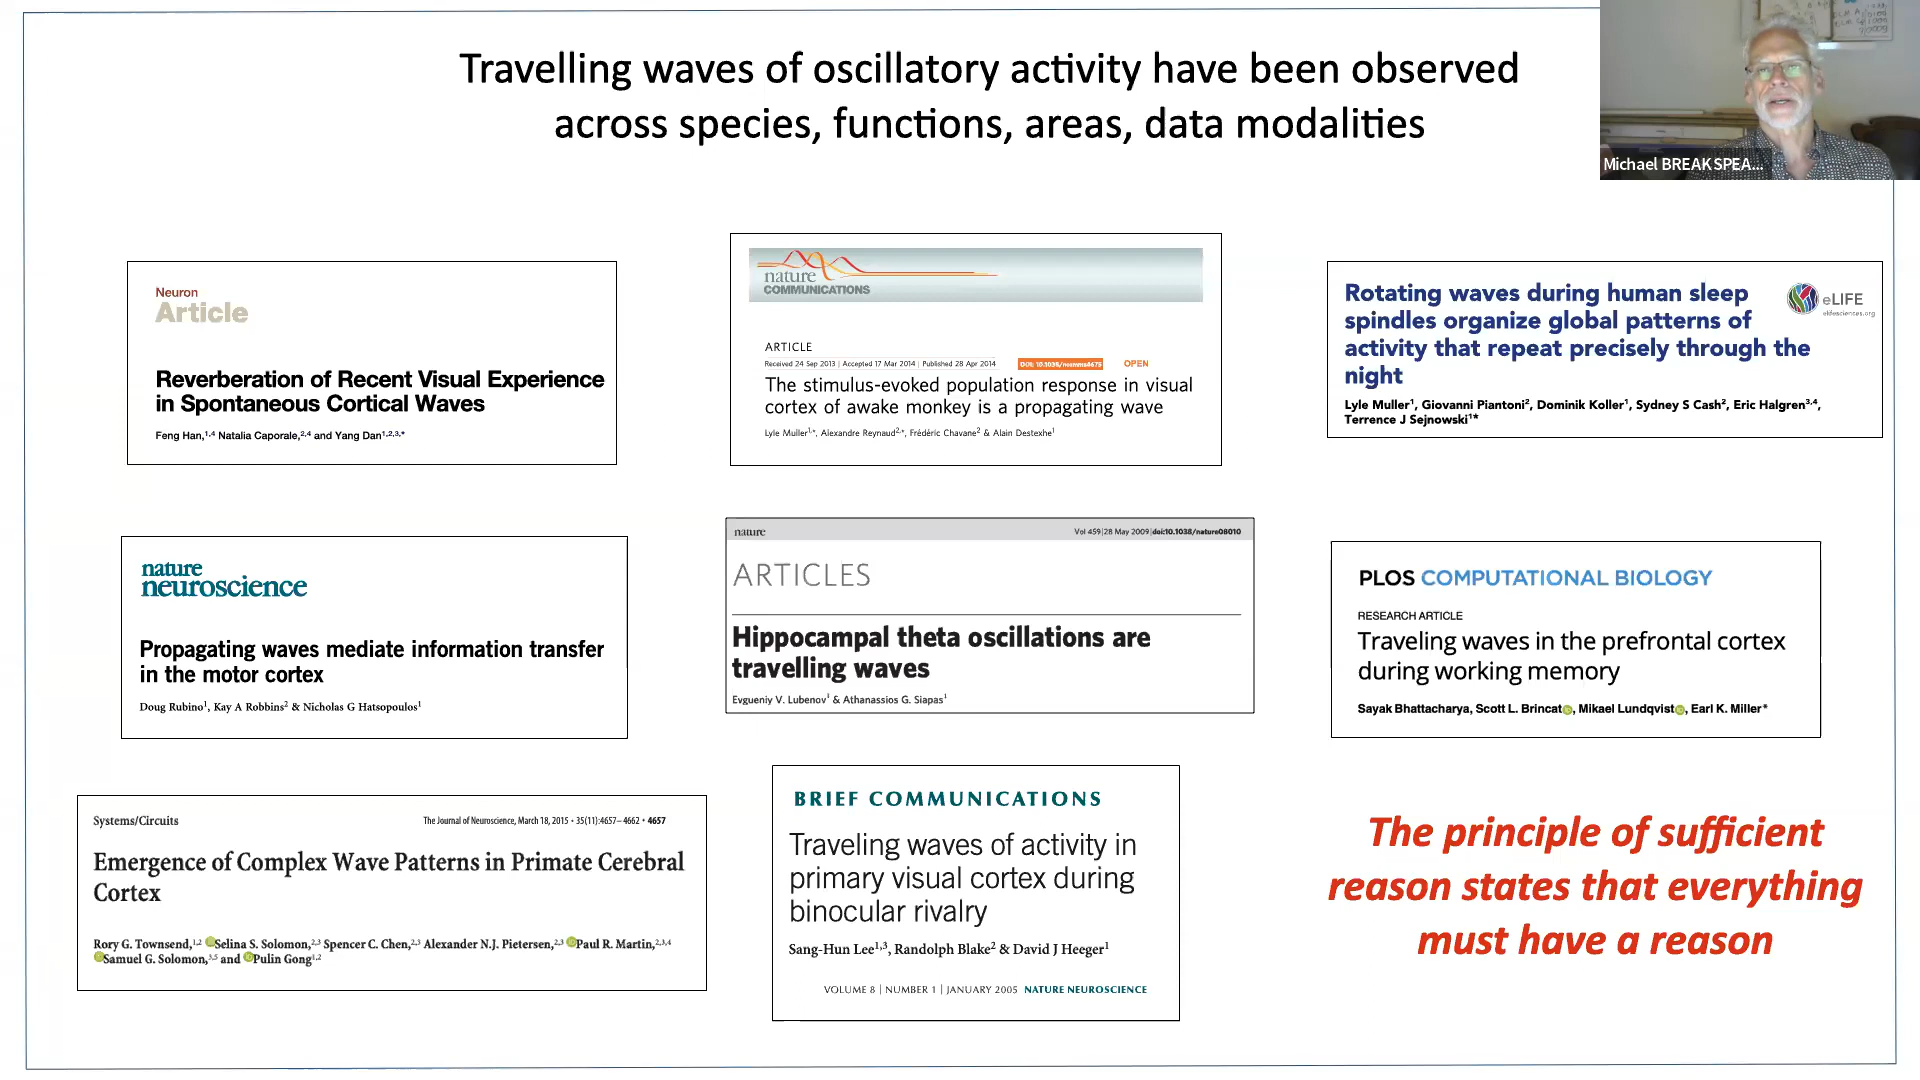 Travelling waves of oscillatory activity have been observed
across species, functions, areas, data modalities
Michael BREAKSPEA...
Neuron
Article
Reverberation of Recent Visual Experience
in Spontaneous Cortical Waves
Feng Han,1,4 Natalia Caporale,2,4 and Yang Dan1,2,3,*
nature
COMMUNICATIONS
ARTICLE
Received 24 Sep 2013 | Accepted 17 Mar 2014 | Published 28 Apr 2014
DOI: 10.1038/ncomms4675
OPEN
The stimulus-evoked population response in visual
cortex of awake monkey is a propagating wave
Lyle Muller1,*, Alexandre Reynaud2,*, Frédéric Chavane2 & Alain Destexhe1
Rotating waves during human sleep
spindles organize global patterns of
activity that repeat precisely through the
night
eLIFE
elifesciences.org
Lyle Muller1, Giovanni Piantoni2, Dominik Koller1, Sydney S Cash2, Eric Halgren3,4,
Terrence J Sejnowski1*
nature
neuroscience
Propagating waves mediate information transfer
in the motor cortex
Doug Rubino1, Kay A Robbins2 & Nicholas G Hatsopoulos1
nature
Vol 459|28 May 2009|doi:10.1038/nature08010
ARTICLES
Hippocampal theta oscillations are
travelling waves
Evgueniy V. Lubenov1 & Athanassios G. Siapas1
PLOS COMPUTATIONAL BIOLOGY
RESEARCH ARTICLE
Traveling waves in the prefrontal cortex
during working memory
Sayak Bhattacharya, Scott L. Brincat, Mikael Lundqvist, Earl K. Miller*
Systems/Circuits
The Journal of Neuroscience, March 18, 2015 • 35(11):4657–4662 • 4657
Emergence of Complex Wave Patterns in Primate Cerebral
Cortex
Rory G. Townsend,1,2 Selina S. Solomon,2,3 Spencer C. Chen,2,3 Alexander N.J. Pietersen,2,3 Paul R. Martin,2,3,4
Samuel G. Solomon,3,5 and Pulin Gong1,2
BRIEF COMMUNICATIONS
Traveling waves of activity in
primary visual cortex during
binocular rivalry
Sang-Hun Lee1,3, Randolph Blake2 & David J Heeger1
VOLUME 8 | NUMBER 1 | JANUARY 2005 NATURE NEUROSCIENCE
The principle of sufficient
reason states that everything
must have a reason